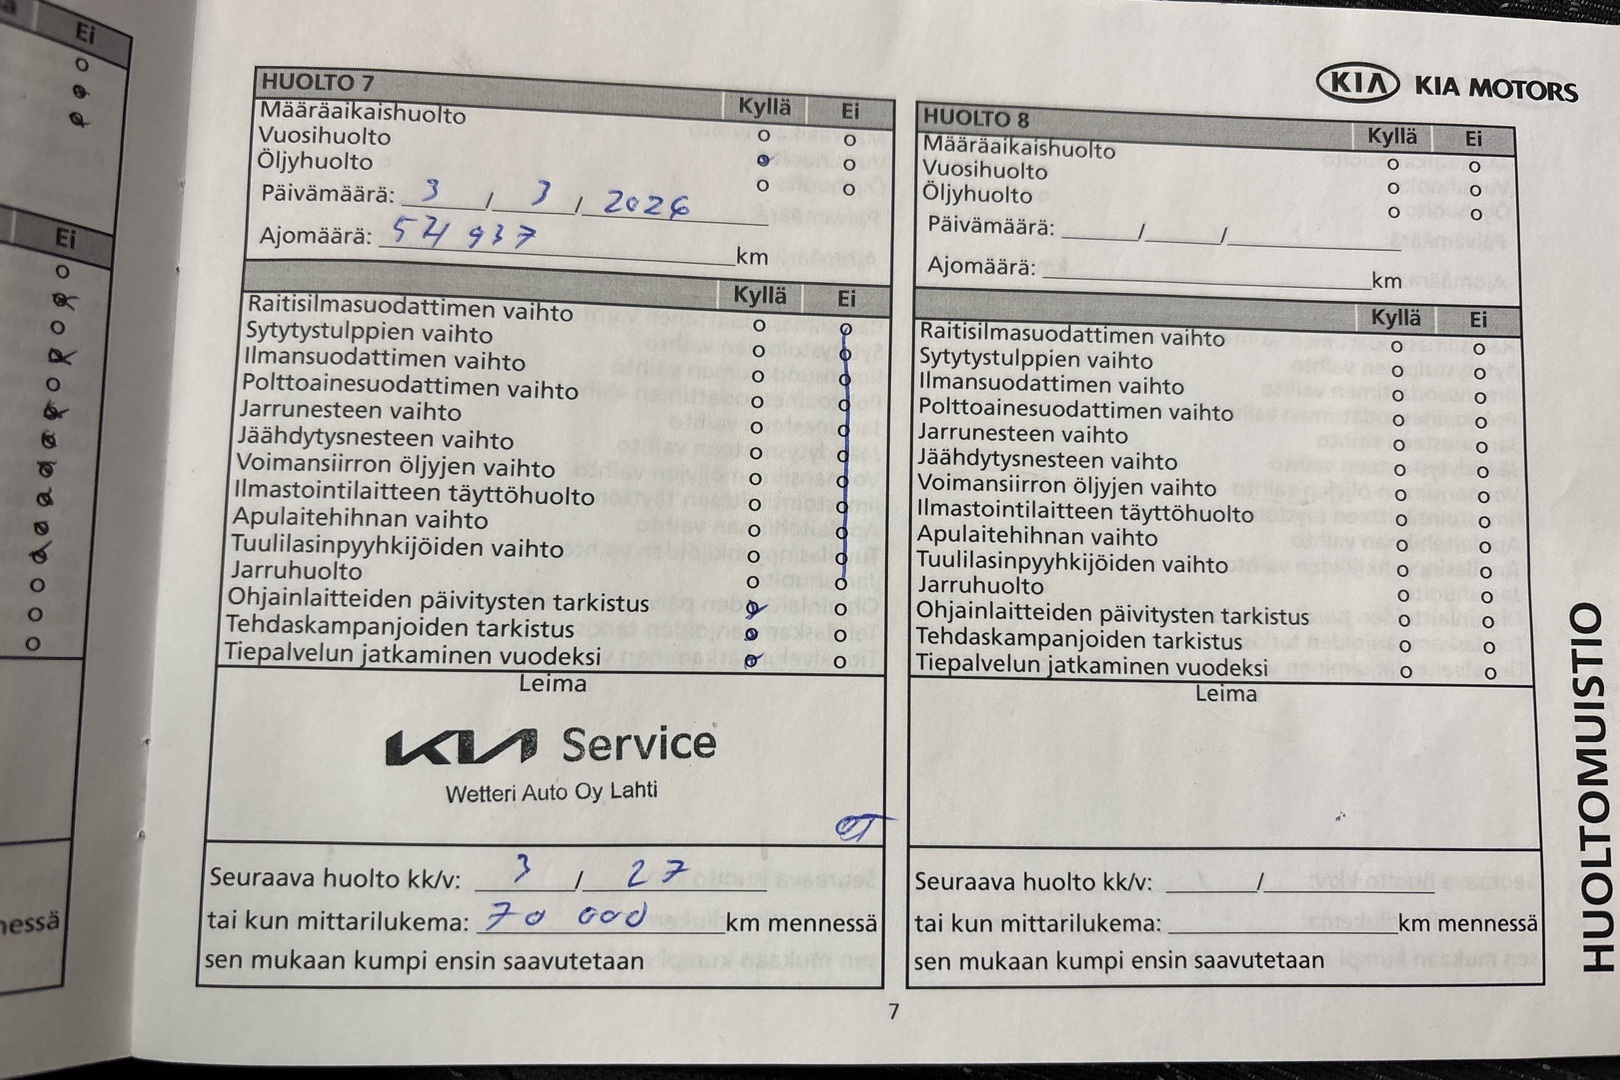 Ei
Ei
nessä
HUOLTO 7
Kyllä Ei
Määräaikaishuolto
Vuosihuolto
Öljyhuolto
Päivämäärä: 3 / 3 / 2026
Ajomäärä: 54 937 km
Kyllä Ei
Raitisilmasuodattimen vaihto
Sytytystulppien vaihto
Ilmansuodattimen vaihto
Polttoainesuodattimen vaihto
Jarrunesteen vaihto
Jäähdytysnesteen vaihto
Voimansiirron öljyjen vaihto
Ilmastointilaitteen täyttöhuolto
Apulaitehihnan vaihto
Tuulilasinpyyhkijöiden vaihto
Jarruhuolto
Ohjainlaitteiden päivitysten tarkistus
Tehdaskampanjoiden tarkistus
Tiepalvelun jatkaminen vuodeksi
Leima
KIA Service
Wetteri Auto Oy Lahti
Seuraava huolto kk/v: 3 / 27
tai kun mittarilukema: 70 000 km mennessä
sen mukaan kumpi ensin saavutetaan
KIA KIA MOTORS
HUOLTO 8
Kyllä Ei
Määräaikaishuolto
Vuosihuolto
Öljyhuolto
Päivämäärä: / /
Ajomäärä: km
Kyllä Ei
Raitisilmasuodattimen vaihto
Sytytystulppien vaihto
Ilmansuodattimen vaihto
Polttoainesuodattimen vaihto
Jarrunesteen vaihto
Jäähdytysnesteen vaihto
Voimansiirron öljyjen vaihto
Ilmastointilaitteen täyttöhuolto
Apulaitehihnan vaihto
Tuulilasinpyyhkijöiden vaihto
Jarruhuolto
Ohjainlaitteiden päivitysten tarkistus
Tehdaskampanjoiden tarkistus
Tiepalvelun jatkaminen vuodeksi
Leima
Seuraava huolto kk/v: /
tai kun mittarilukema: km mennessä
sen mukaan kumpi ensin saavutetaan
HUOLTOMUISTIO
7